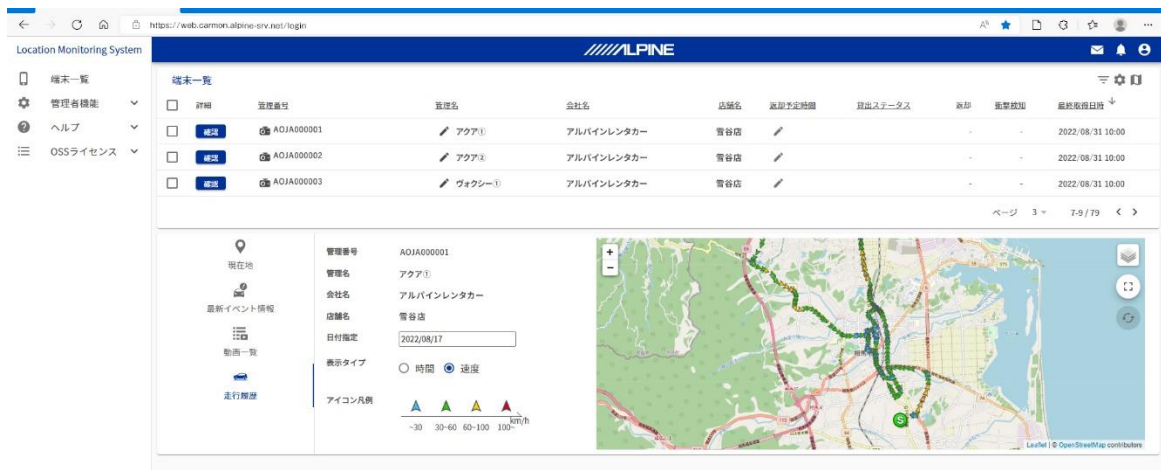 https://web.carmon.alpine-srv.net/login
Location Monitoring System
ALPINE
端末一覧
管理者機能
ヘルプ
OSSライセンス
端末一覧
詳細 管理番号 管理名 会社名 店舗名 返却予定時間 貸出ステータス 返却 衝撃検知 最終取得日時
確認 AOJA000001 アクア① アルパインレンタカー 雪谷店 - - 2022/08/31 10:00
確認 AOJA000002 アクア② アルパインレンタカー 雪谷店 - - 2022/08/31 10:00
確認 AOJA000003 ヴォクシー① アルパインレンタカー 雪谷店 - - 2022/08/31 10:00
ページ 3 7-9 / 79
現在地
最新イベント情報
動画一覧
走行履歴
管理番号 AOJA000001
管理名 アクア①
会社名 アルパインレンタカー
店舗名 雪谷店
日付指定 2022/08/17
表示タイプ 時間 速度
アイコン凡例
~30 30~60 60~100 100~ km/h
+
-
S
Leaflet | © OpenStreetMap contributors